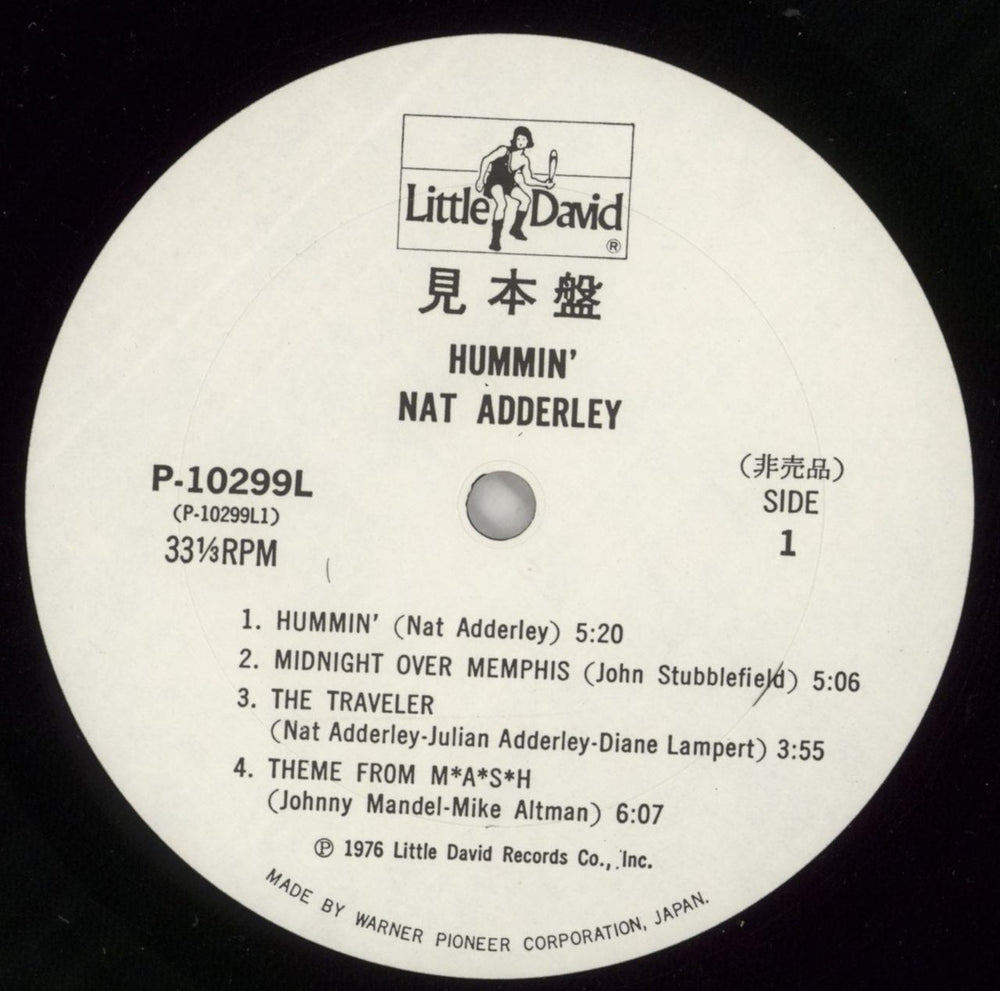 Little David
®
見本盤
HUMMIN'
NAT ADDERLEY
P-10299L
(P-10299L1)
33⅓RPM
(非売品)
SIDE
1
1. HUMMIN' (Nat Adderley) 5:20
2. MIDNIGHT OVER MEMPHIS (John Stubblefield) 5:06
3. THE TRAVELER
(Nat Adderley-Julian Adderley-Diane Lampert) 3:55
4. THEME FROM M*A*S*H
(Johnny Mandel-Mike Altman) 6:07
℗ 1976 Little David Records Co., Inc.
MADE BY WARNER PIONEER CORPORATION, JAPAN.